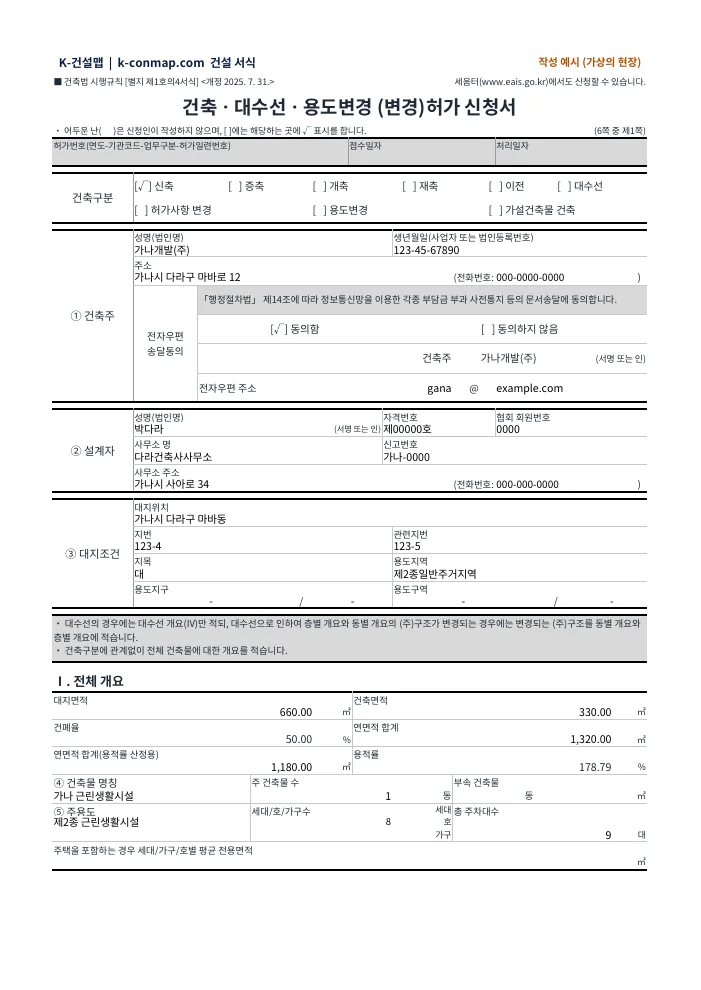 K-건설맵 | k-conmap.com 건설 서식 작성 예시 (가상의 현장)
■ 건축법 시행규칙 [별지 제1호의4서식] <개정 2025. 7. 31.> 세움터(www.eais.go.kr)에서도 신청할 수 있습니다.
건축ㆍ대수선ㆍ용도변경 (변경)허가 신청서
ㆍ 어두운 난( )은 신청인이 작성하지 않으며, [ ]에는 해당하는 곳에 √ 표시를 합니다. (6쪽 중 제1쪽)
허가번호(연도-기관코드-업무구분-허가일련번호) 접수일자 처리일자
건축구분
[√] 신축 [ ] 증축 [ ] 개축 [ ] 재축 [ ] 이전 [ ] 대수선
[ ] 허가사항 변경 [ ] 용도변경 [ ] 가설건축물 건축
① 건축주
성명(법인명) 생년월일(사업자 또는 법인등록번호)
가나개발(주) 123-45-67890
주소
가나시 다라구 마바로 12 (전화번호: 000-0000-0000 )
전자우편
송달동의
「행정절차법」 제14조에 따라 정보통신망을 이용한 각종 부담금 부과 사전통지 등의 문서송달에 동의합니다.
[√] 동의함 [ ] 동의하지 않음
건축주 가나개발(주) (서명 또는 인)
전자우편 주소 gana @ example.com
② 설계자
성명(법인명) 자격번호 협회 회원번호
박다라 (서명 또는 인) 제00000호 0000
사무소 명 신고번호
다라건축사사무소 가나-0000
사무소 주소
가나시 사아로 34 (전화번호: 000-0000-0000 )
③ 대지조건
대지위치
가나시 다라구 마바동
지번 관련지번
123-4 123-5
지목 용도지역
대 제2종일반주거지역
용도지구 용도구역
- / - - / -
ㆍ 대수선의 경우에는 대수선 개요(Ⅳ)만 적되, 대수선으로 인하여 층별 개요와 동별 개요의 (주)구조가 변경되는 경우에는 변경되는 (주)구조를 동별 개요와
층별 개요에 적습니다.
ㆍ 건축구분에 관계없이 전체 건축물에 대한 개요를 적습니다.
Ⅰ. 전체 개요
대지면적 건축면적
660.00 ㎡ 330.00 ㎡
건폐율 연면적 합계
50.00 % 1,320.00 ㎡
연면적 합계(용적률 산정용) 용적률
1,180.00 ㎡ 178.79 %
④ 건축물 명칭 주 건축물 수 부속 건축물
가나 근린생활시설 1 동 동 ㎡
⑤ 주용도 세대/호/가구수 세대 총 주차대수
제2종 근린생활시설 8 호
가구 9 대
주택을 포함하는 경우 세대/가구/호별 평균 전용면적
㎡